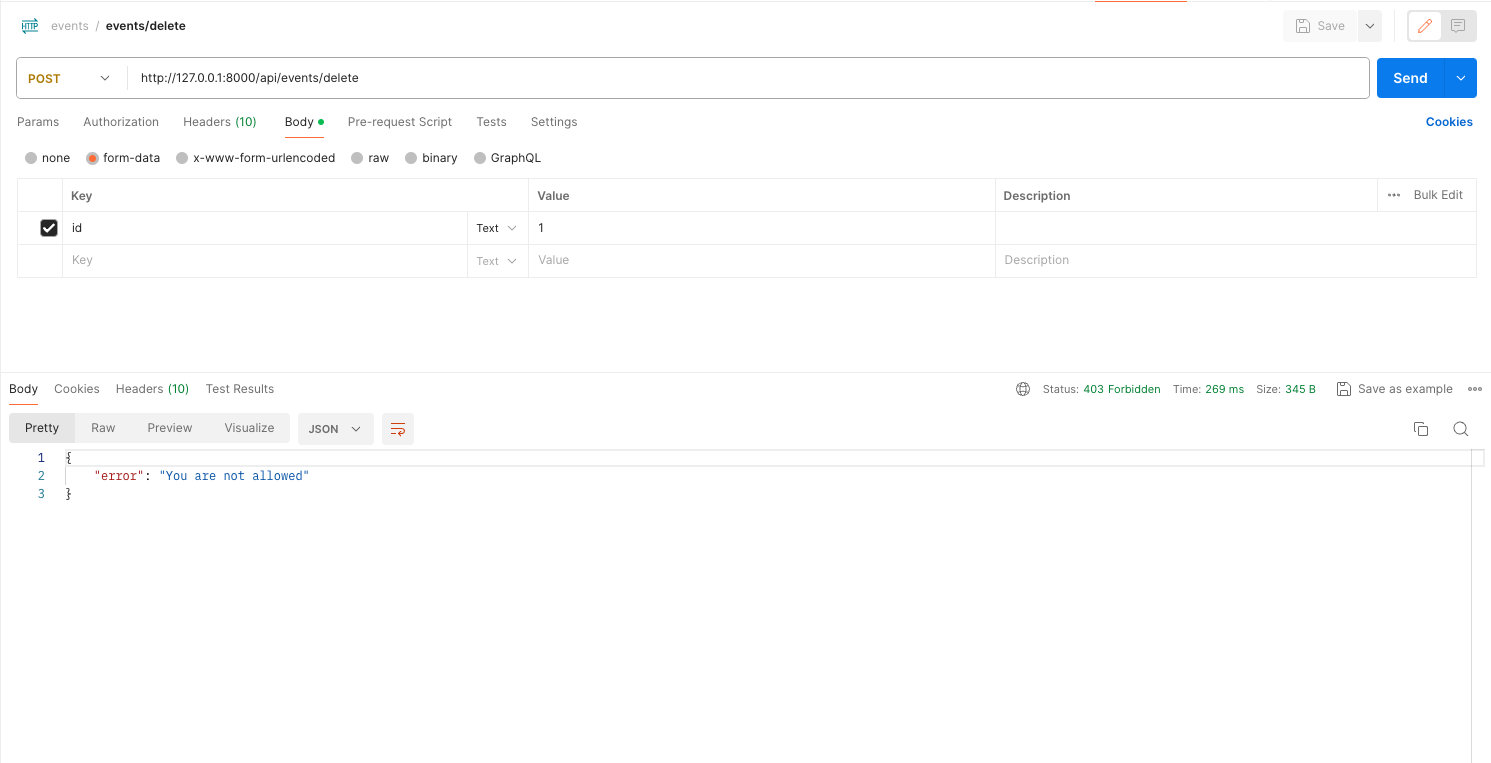 HTTP events / events/delete Save
POST http://127.0.0.1:8000/api/events/delete Send
Params Authorization Headers (10) Body Pre-request Script Tests Settings Cookies
none form-data x-www-form-urlencoded raw binary GraphQL
Key Value Description Bulk Edit
id Text 1
Key Text Value Description
Body Cookies Headers (10) Test Results Status: 403 Forbidden Time: 269 ms Size: 345 B Save as example
Pretty Raw Preview Visualize JSON
1 {
2 "error": "You are not allowed"
3 }